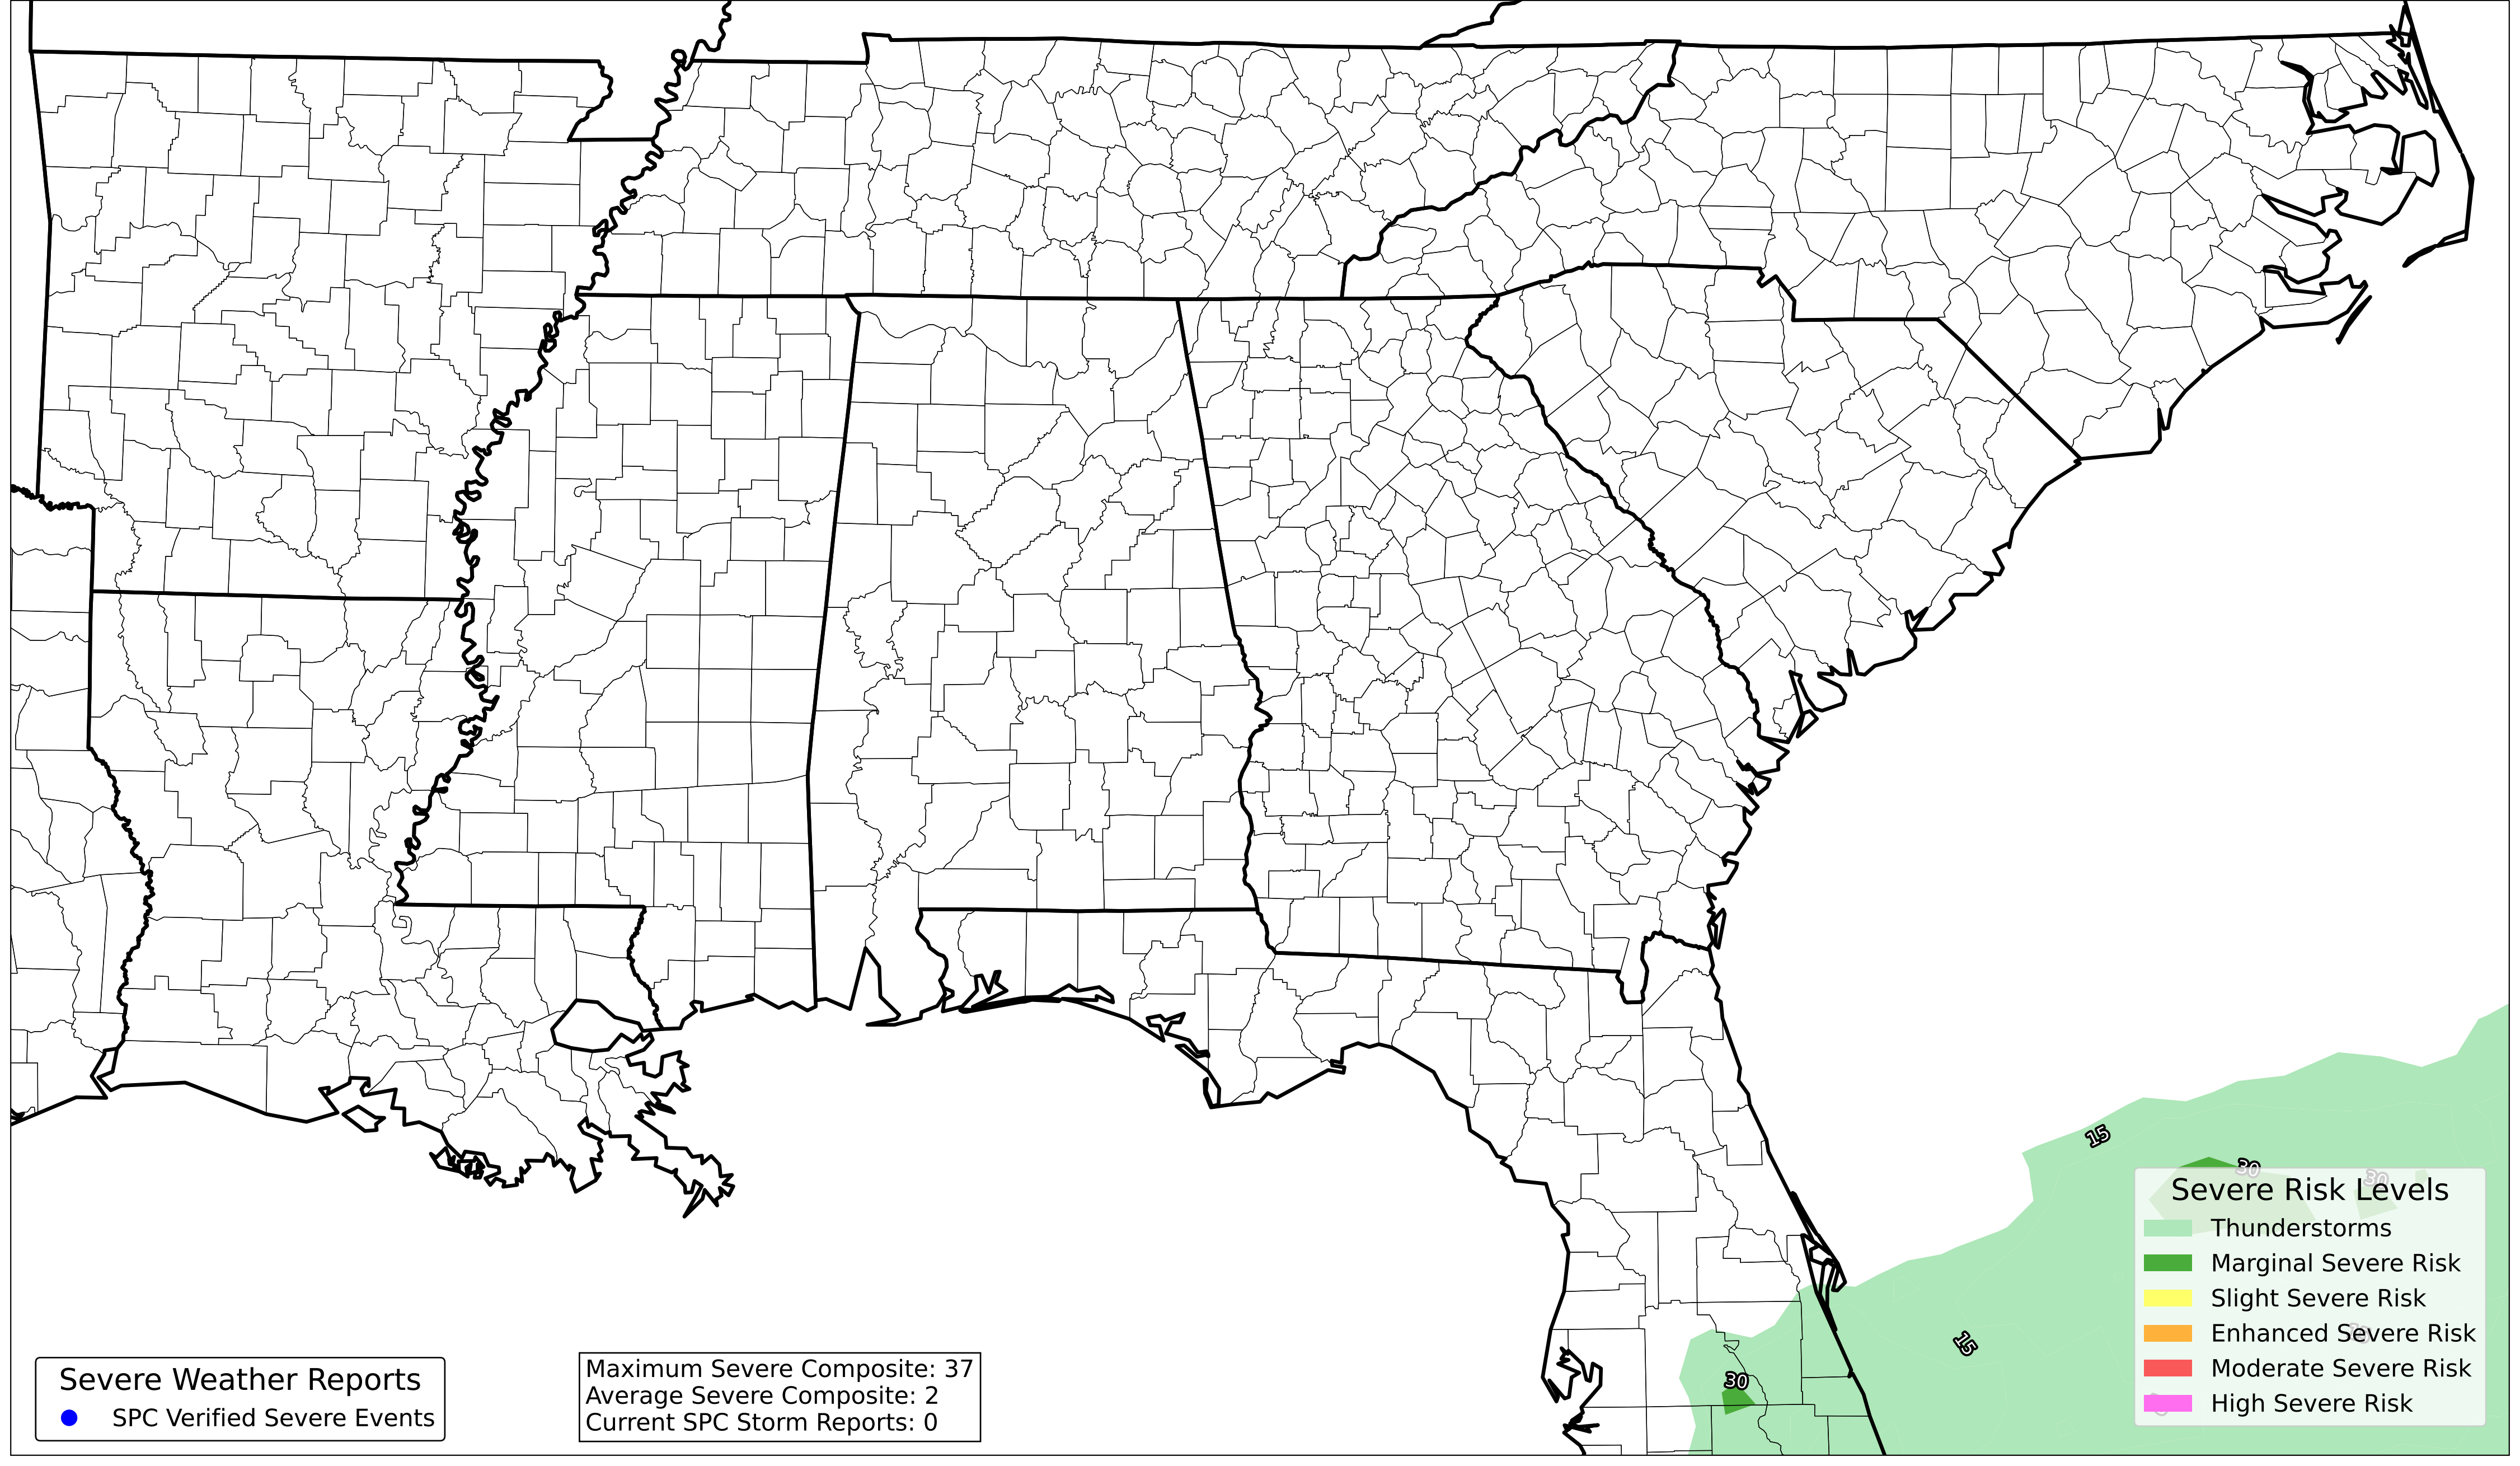 15
30
30
Severe Risk Levels
Thunderstorms
Marginal Severe Risk
Slight Severe Risk
Enhanced Severe Risk
Moderate Severe Risk
High Severe Risk
15
30
Severe Weather Reports
SPC Verified Severe Events
Maximum Severe Composite: 37
Average Severe Composite: 2
Current SPC Storm Reports: 0